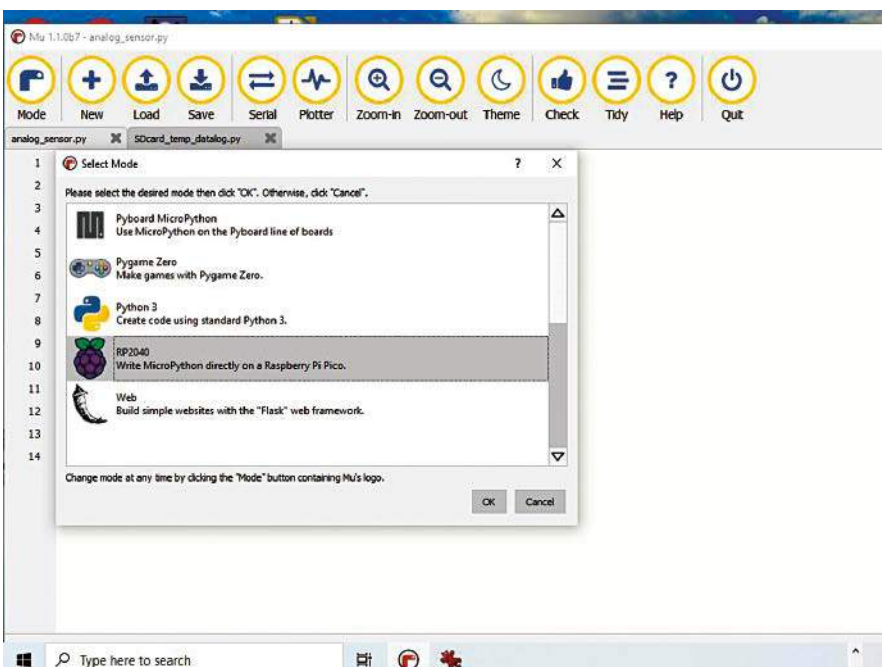 Mu 1.1.0b7 - analog_sensor.py
Mode New Load Save Serial Plotter Zoom-in Zoom-out Theme Check Tidy Help Quit
analog_sensor.py SDcard_temp_datalog.py
1
2
3
4
5
6
7
8
9
10
11
12
13
14
Select Mode
Please select the desired mode then click "OK". Otherwise, click "Cancel".
Pyboard MicroPython
Use MicroPython on the Pyboard line of boards
Pygame Zero
Make games with Pygame Zero.
Python 3
Create code using standard Python 3.
RP2040
Write MicroPython directly on a Raspberry Pi Pico.
Web
Build simple websites with the "Flask" web framework.
Change mode at any time by clicking the "Mode" button containing Mu's logo.
OK Cancel
Type here to search